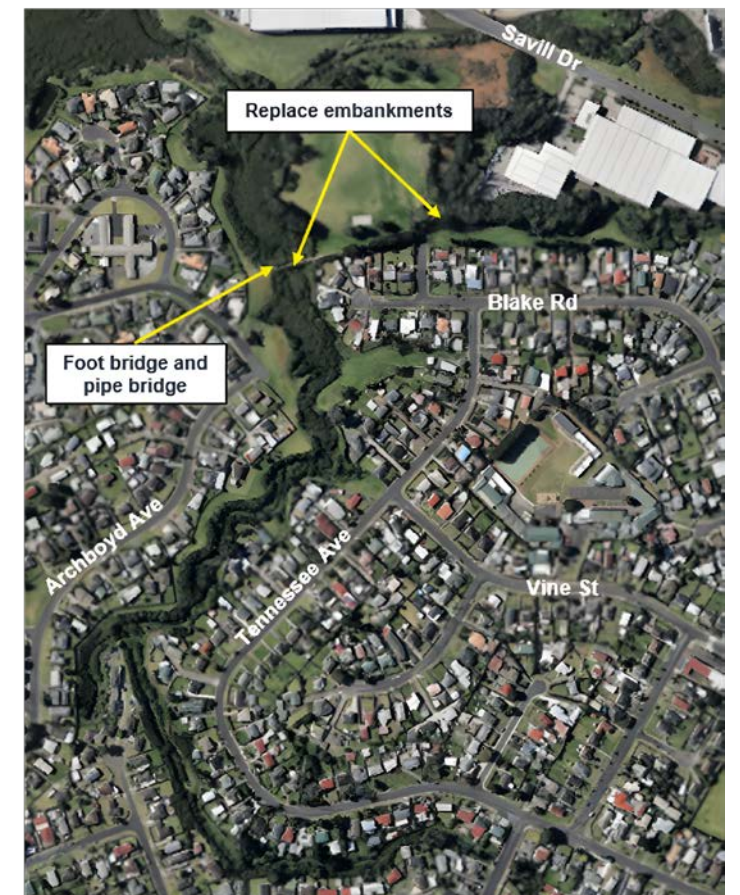 Savill Dr
Replace embankments
Blake Rd
Foot bridge and
pipe bridge
Archboyd Ave
Tennessee Ave
Vine St